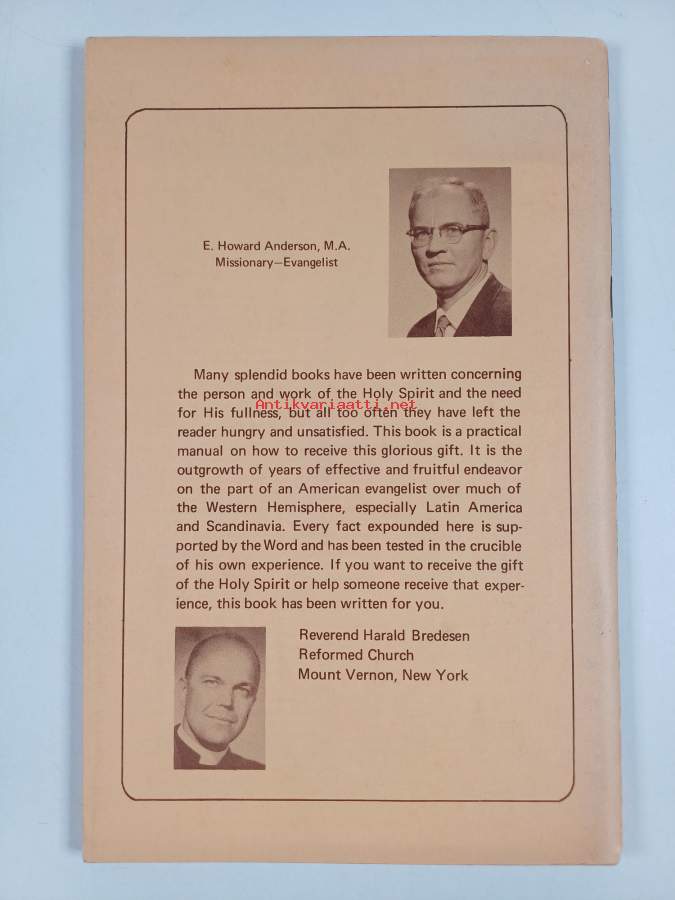 E. Howard Anderson, M.A.
Missionary—Evangelist
Many splendid books have been written concerning
the person and work of the Holy Spirit and the need
for His fullness, but all too often they have left the
Antikvariaatti.net
reader hungry and unsatisfied. This book is a practical
manual on how to receive this glorious gift. It is the
outgrowth of years of effective and fruitful endeavor
on the part of an American evangelist over much of
the Western Hemisphere, especially Latin America
and Scandinavia. Every fact expounded here is sup-
ported by the Word and has been tested in the crucible
of his own experience. If you want to receive the gift
of the Holy Spirit or help someone receive that exper-
ience, this book has been written for you.
Reverend Harald Bredesen
Reformed Church
Mount Vernon, New York